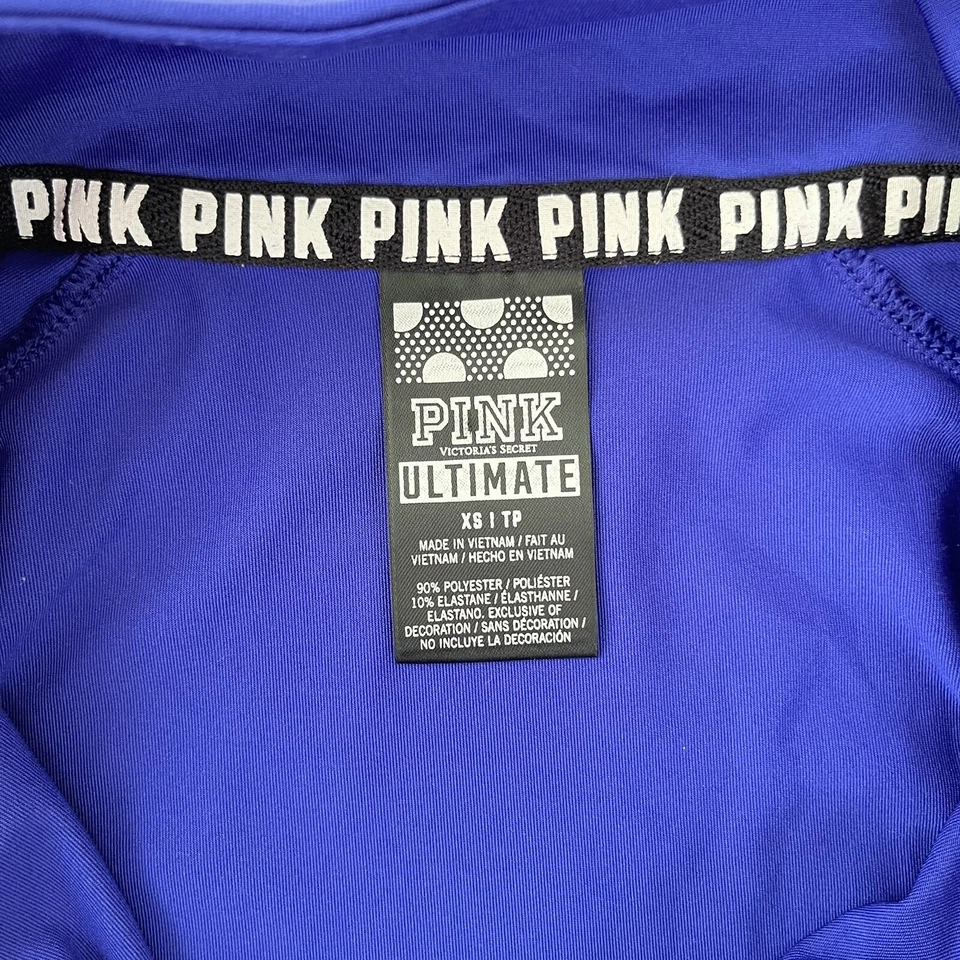 PINK PINK PINK PINK PINK PIN
PINK
VICTORIA'S SECRET
ULTIMATE
XS | TP
MADE IN VIETNAM / FAIT AU
VIETNAM / HECHO EN VIETNAM
90% POLYESTER / POLIÉSTER
10% ELASTANE / ÉLASTHANNE /
ELASTANO. EXCLUSIVE OF
DECORATION / SANS DÉCORATION /
NO INCLUYE LA DECORACIÓN